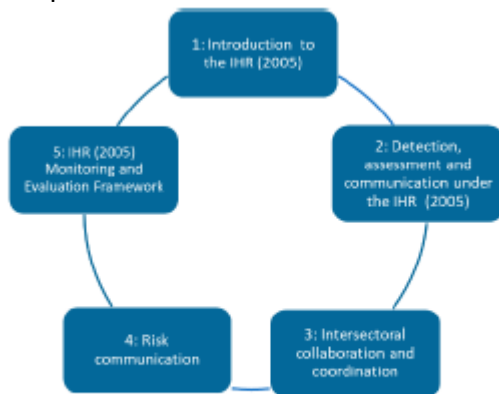 1: Introduction to
the IHR (2005)
2: Detection,
assessment and
communication under
the IHR (2005)
3: Intersectoral
collaboration and
coordination
4: Risk
communication
5: IHR (2005)
Monitoring and
Evaluation Framework